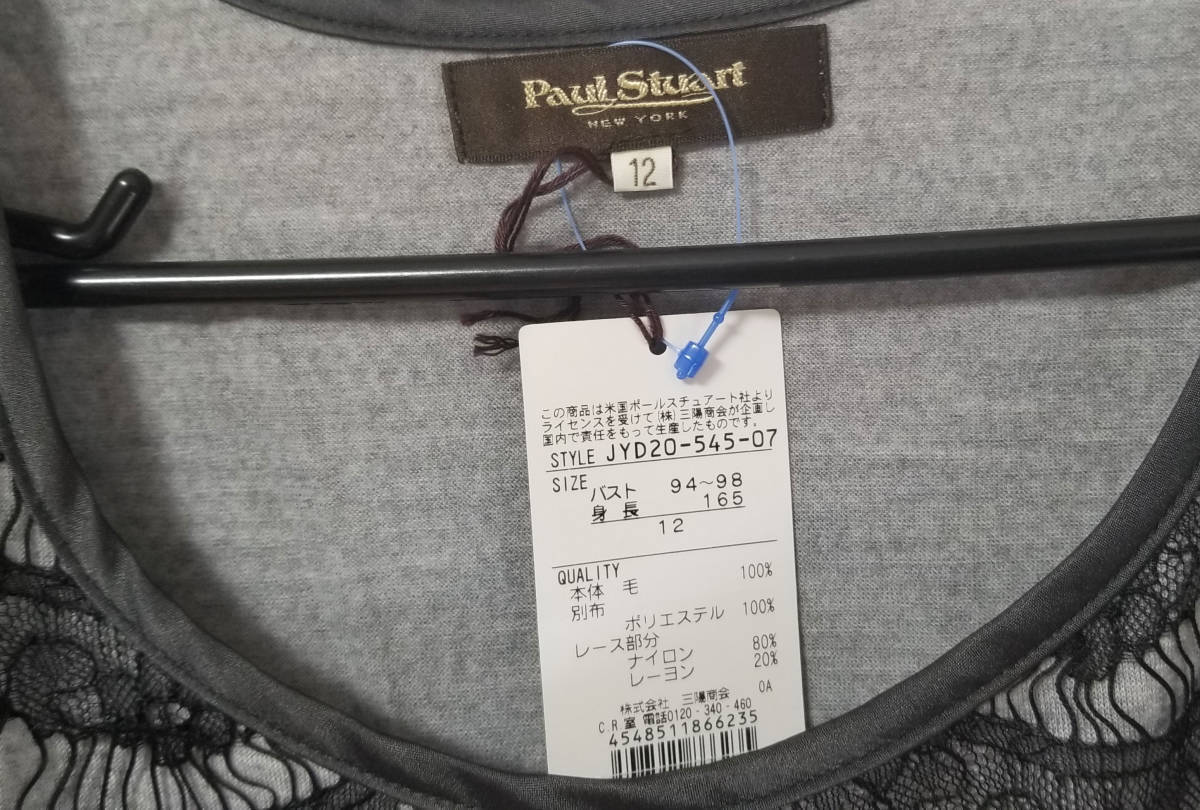 Paul Stuart
NEW YORK
12
この商品は米国ポールスチュアート社より
ライセンスを受けて(株)三陽商会が企画し
国内で責任をもって生産したものです。
STYLE JYD20-545-07
SIZE
バスト 94~98
身長 165
12
QUALITY
本体 毛 100%
別布
ポリエステル 100%
レース部分
ナイロン 80%
レーヨン 20%
株式会社 三陽商会 0A
C.R室 電話0120-340-460
4548511866235